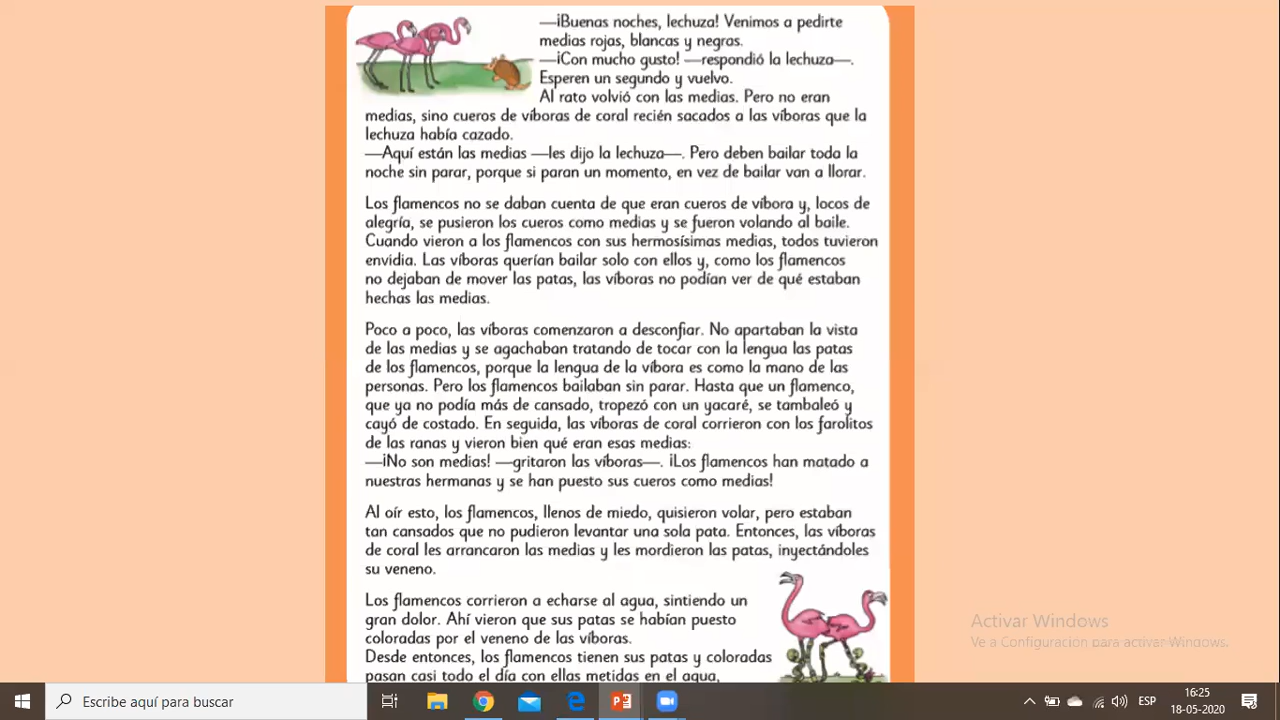 —¡Buenas noches, lechuza! Venimos a pedirte
medias rojas, blancas y negras.
—¡Con mucho gusto! —respondió la lechuza—.
Esperen un segundo y vuelvo.
Al rato volvió con las medias. Pero no eran
medias, sino cueros de víboras de coral recién sacados a las víboras que la
lechuza había cazado.
—Aquí están las medias —les dijo la lechuza—. Pero deben bailar toda la
noche sin parar, porque si paran un momento, en vez de bailar van a llorar.
Los flamencos no se daban cuenta de que eran cueros de víbora y, locos de
alegría, se pusieron los cueros como medias y se fueron volando al baile.
Cuando vieron a los flamencos con sus hermosísimas medias, todos tuvieron
envidia. Las víboras querían bailar solo con ellos y, como los flamencos
no dejaban de mover las patas, las víboras no podían ver de qué estaban
hechas las medias.
Poco a poco, las víboras comenzaron a desconfiar. No apartaban la vista
de las medias y se agachaban tratando de tocar con la lengua las patas
de los flamencos, porque la lengua de la víbora es como la mano de las
personas. Pero los flamencos bailaban sin parar. Hasta que un flamenco,
que ya no podía más de cansado, tropezó con un yacaré, se tambaleó y
cayó de costado. En seguida, las víboras de coral corrieron con los farolitos
de las ranas y vieron bien qué eran esas medias:
—¡No son medias! —gritaron las víboras—. ¡Los flamencos han matado a
nuestras hermanas y se han puesto sus cueros como medias!
Al oír esto, los flamencos, llenos de miedo, quisieron volar, pero estaban
tan cansados que no pudieron levantar una sola pata. Entonces, las víboras
de coral les arrancaron las medias y les mordieron las patas, inyectándoles
su veneno.
Los flamencos corrieron a echarse al agua, sintiendo un
gran dolor. Ahí vieron que sus patas se habían puesto
coloradas por el veneno de las víboras.
Desde entonces, los flamencos tienen sus patas y coloradas
pasan casi todo el día con ellas metidas en el agua,
Activar Windows
Ve a Configuración para activar Windows.
Escribe aquí para buscar
ESP
16:25
18-05-2020